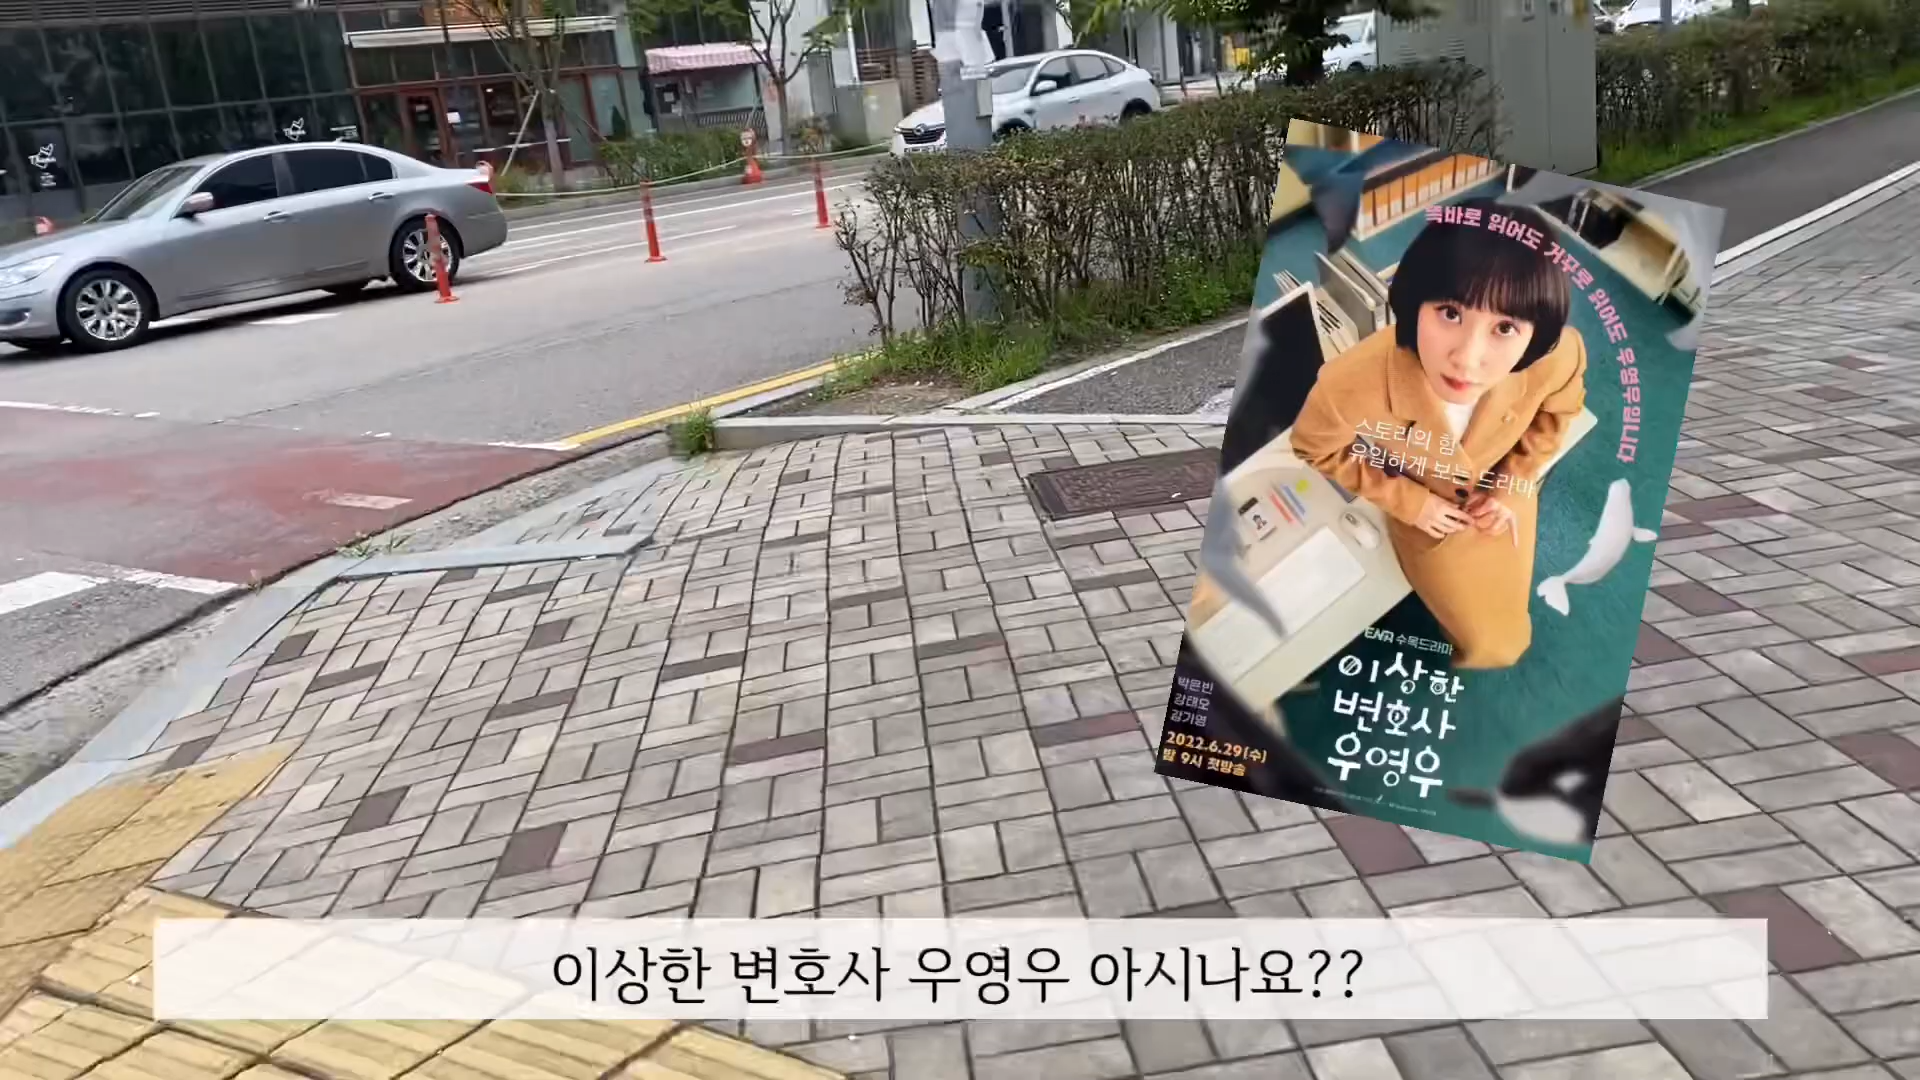 똑바로 읽어도 거꾸로 읽어도 우영우입니다
스토리의 힘
유일하게 보는 드라마
ENA 수목드라마
이상한
변호사
우영우
박은빈
강태오
강기영
2022.6.29(수)
밤 9시 첫방송
이상한 변호사 우영우 아시나요??